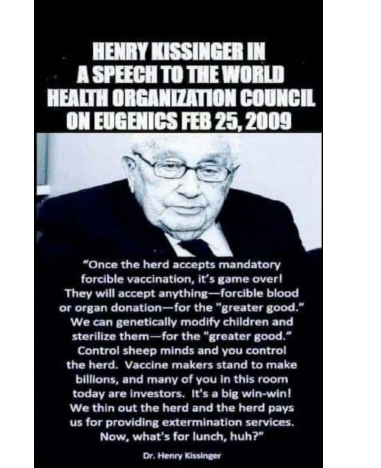 HENRY KISSINGER IN
A SPEECH TO THE WORLD
HEALTH ORGANIZATION COUNCIL
ON EUGENICS FEB 25, 2009
"Once the herd accepts mandatory
forcible vaccination, it's game over!
They will accept anything—forcible blood
or organ donation—for the "greater good."
We can genetically modify children and
sterilize them—for the "greater good."
Control sheep minds and you control
the herd. Vaccine makers stand to make
billions, and many of you in this room
today are investors. It's a big win-win!
We thin out the herd and the herd pays
us for providing extermination services.
Now, what's for lunch, huh?"
Dr. Henry Kissinger